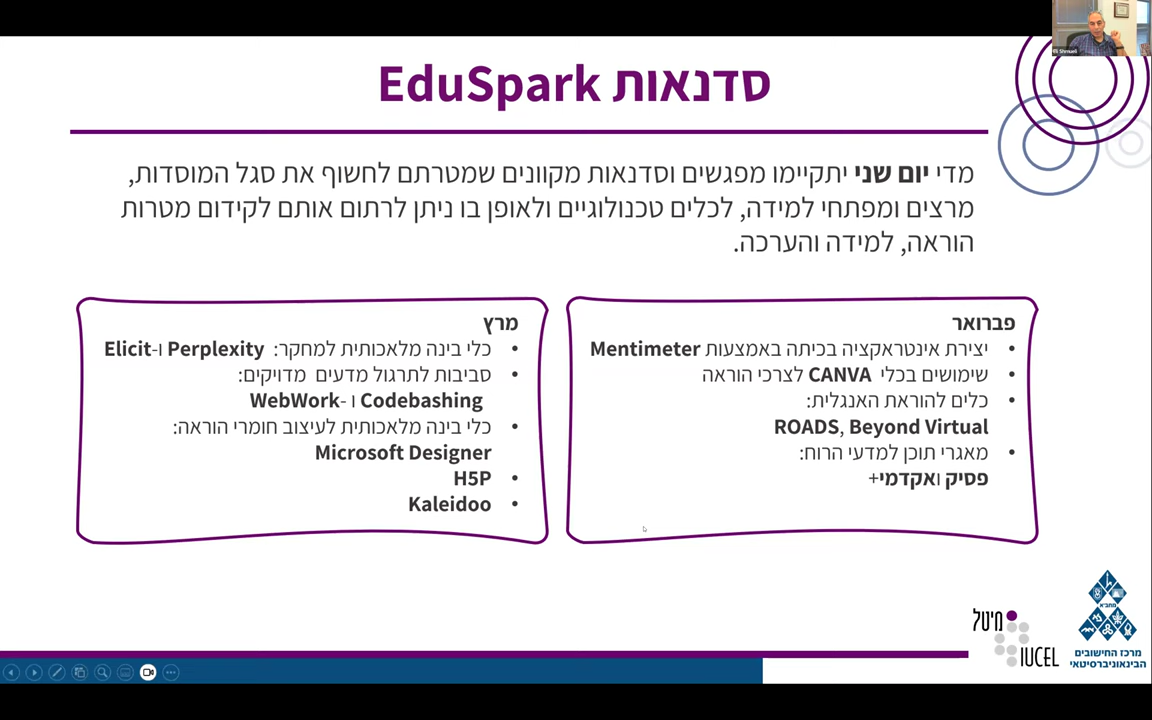 Eli Shmueli
סדנאות EduSpark
מדי יום שני יתקיימו מפגשים וסדנאות מקוונים שמטרתם לחשוף את סגל המוסדות,
מרצים ומפתחי למידה, לכלים טכנולוגיים ולאופן בו ניתן לרתום אותם לקידום מטרות
הוראה, למידה והערכה.
פברואר
• יצירת אינטראקציה בכיתה באמצעות Mentimeter
• שימושים בכלי CANVA לצרכי הוראה
• כלים להוראת האנגלית:
ROADS, Beyond Virtual
• מאגרי תוכן למדעי הרוח:
פסיק ואקדמי+
מרץ
• כלי בינה מלאכותית למחקר: Perplexity ו-Elicit
• סביבות לתרגול מדעים מדויקים:
Codebashing ו -WebWork
• כלי בינה מלאכותית לעיצוב חומרי הוראה:
Microsoft Designer
• H5P
• Kaleidoo
מיטל
IUCEL
מחב"א
מרכז החישובים
הבינאוניברסיטאי